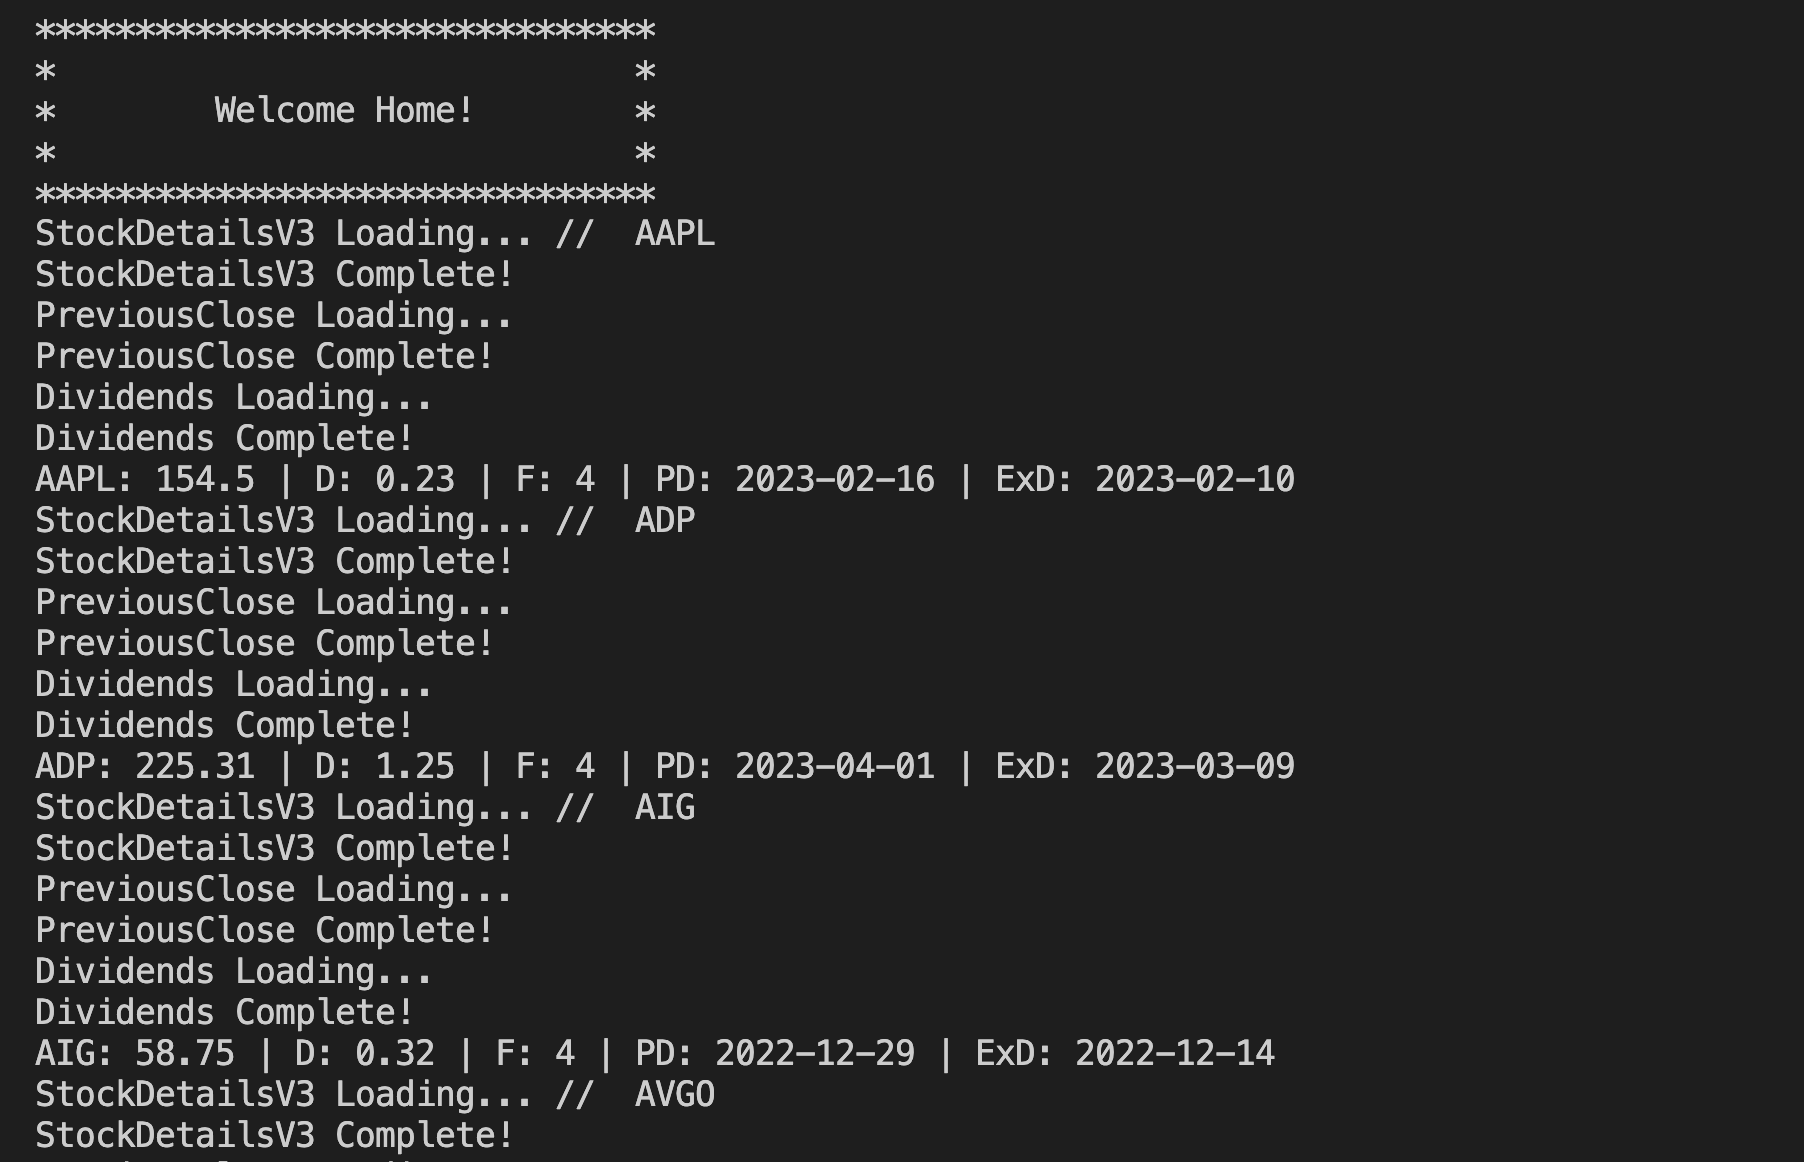 *******************************
*                             *
*        Welcome Home!        *
*                             *
*******************************
StockDetailsV3 Loading... //  AAPL
StockDetailsV3 Complete!
PreviousClose Loading...
PreviousClose Complete!
Dividends Loading...
Dividends Complete!
AAPL: 154.5 | D: 0.23 | F: 4 | PD: 2023-02-16 | ExD: 2023-02-10
StockDetailsV3 Loading... //  ADP
StockDetailsV3 Complete!
PreviousClose Loading...
PreviousClose Complete!
Dividends Loading...
Dividends Complete!
ADP: 225.31 | D: 1.25 | F: 4 | PD: 2023-04-01 | ExD: 2023-03-09
StockDetailsV3 Loading... //  AIG
StockDetailsV3 Complete!
PreviousClose Loading...
PreviousClose Complete!
Dividends Loading...
Dividends Complete!
AIG: 58.75 | D: 0.32 | F: 4 | PD: 2022-12-29 | ExD: 2022-12-14
StockDetailsV3 Loading... //  AVGO
StockDetailsV3 Complete!